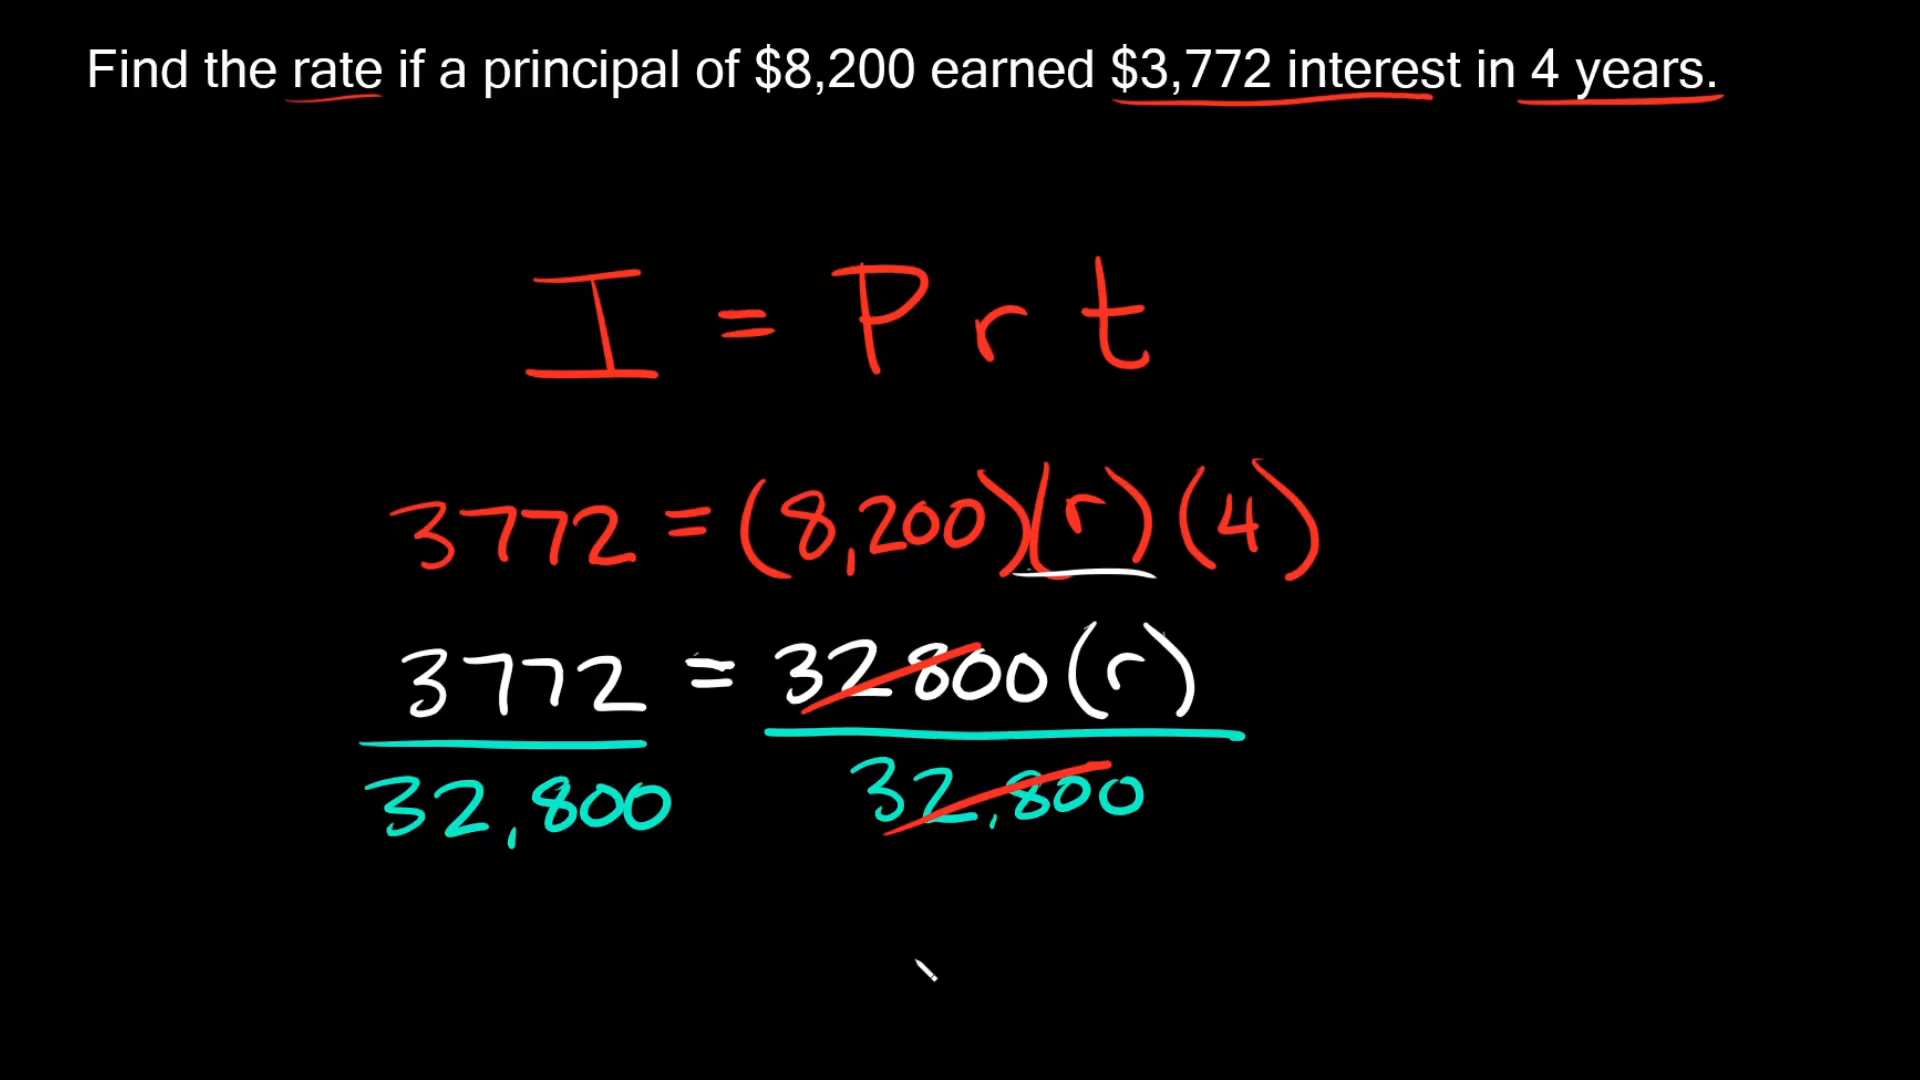 Find the rate if a principal of $8,200 earned $3,772 interest in 4 years.
I = P r t
3772 = (8,200)(r)(4)
3772 = 32800(r)
32,800 32,800